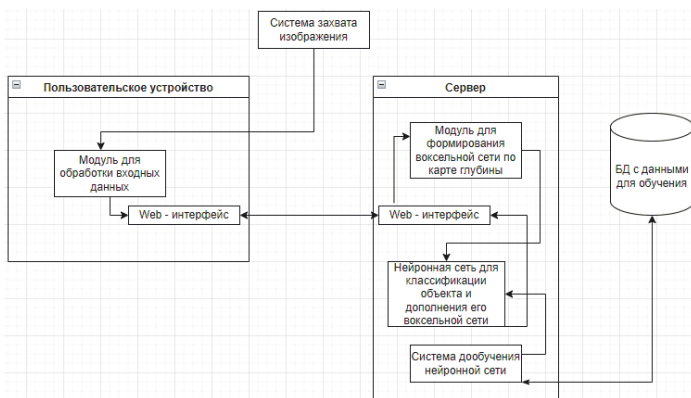 Система захвата
изображения
Пользовательское устройство
Модуль для
обработки входных
данных
Web - интерфейс
Сервер
Модуль для
формирования
воксельной сети по
карте глубины
Web - интерфейс
Нейронная сеть для
классификации
объекта и
дополнения его
воксельной сети
Система дообучения
нейронной сети
БД с данными
для обучения